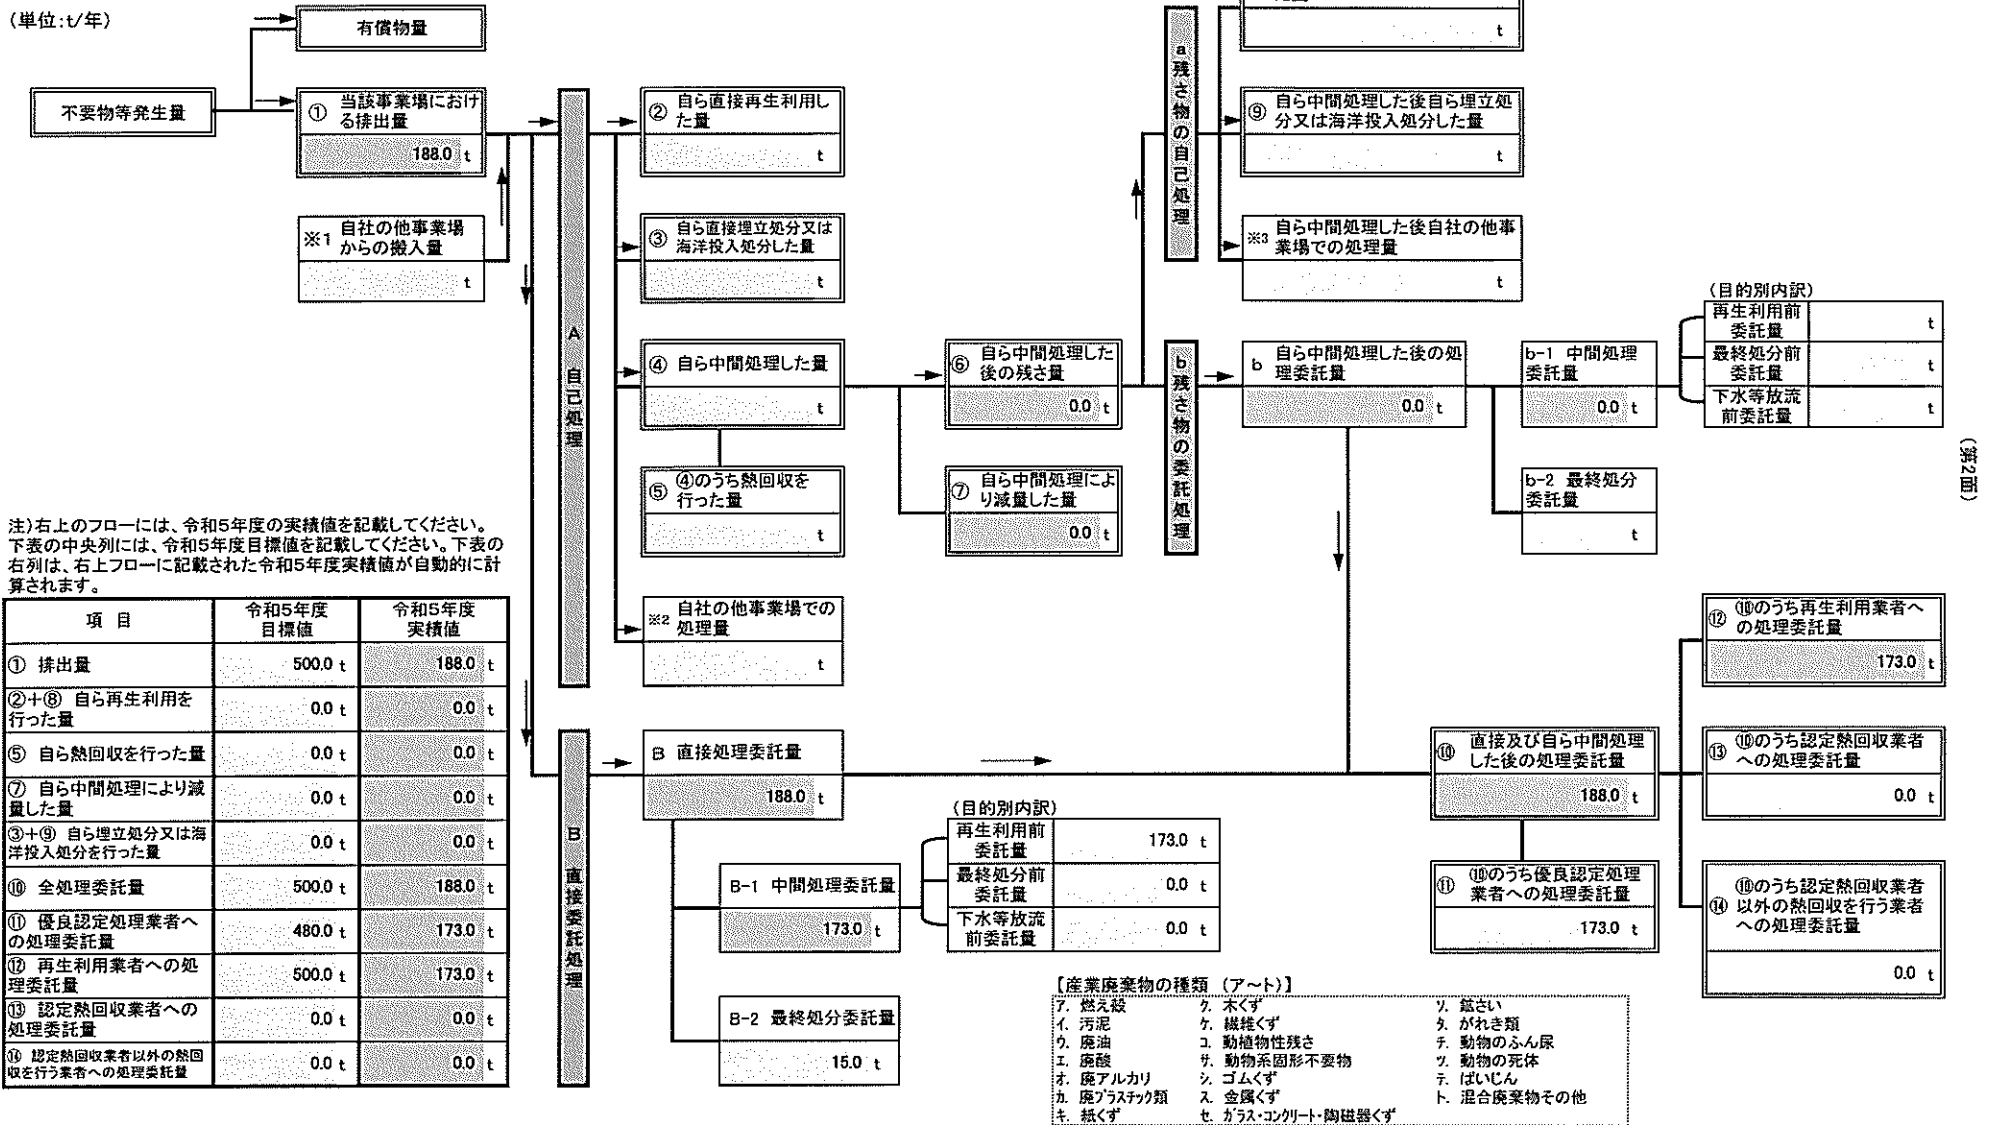 (単位:t/年)
有償物量
不要物等発生量
① 当該事業場におけ
る排出量
188.0 t
※1 自社の他事業場
からの搬入量
t
A 自己処理
② 自ら直接再生利用し
た量
t
③ 自ら直接埋立処分又は
海洋投入処分した量
t
④ 自ら中間処理した量
t
⑤ ④のうち熱回収を
行った量
t
※2 自社の他事業場での
処理量
t
⑥ 自ら中間処理した
後の残さ量
0.0 t
⑦ 自ら中間処理によ
り減量した量
0.0 t
a 残さ物の自己処理
t
⑨ 自ら中間処理した後自ら埋立処
分又は海洋投入処分した量
t
※3 自ら中間処理した後自社の他事
業場での処理量
t
b 残さ物の委託処理
b 自ら中間処理した後の処
理委託量
0.0 t
b-1 中間処理
委託量
0.0 t
b-2 最終処分
委託量
t
(目的別内訳)
再生利用前
委託量 t
最終処分前
委託量 t
下水等放流
前委託量 t
(第2面)
注)右上のフローには、令和5年度の実績値を記載してください。
下表の中央列には、令和5年度目標値を記載してください。下表の
右列は、右上フローに記載された令和5年度実績値が自動的に計
算されます。
項 目 令和5年度 目標値 令和5年度 実績値
① 排出量 500.0 t 188.0 t
②+⑧ 自ら再生利用を
行った量 0.0 t 0.0 t
⑤ 自ら熱回収を行った量 0.0 t 0.0 t
⑦ 自ら中間処理により減
量した量 0.0 t 0.0 t
③+⑨ 自ら埋立処分又は海
洋投入処分を行った量 0.0 t 0.0 t
⑩ 全処理委託量 500.0 t 188.0 t
⑪ 優良認定処理業者へ
の処理委託量 480.0 t 173.0 t
⑫ 再生利用業者への処
理委託量 500.0 t 173.0 t
⑬ 認定熱回収業者への
処理委託量 0.0 t 0.0 t
⑭ 認定熱回収業者以外の熱回
収を行う業者への処理委託量 0.0 t 0.0 t
B 直接委託処理
B 直接処理委託量
188.0 t
B-1 中間処理委託量
173.0 t
B-2 最終処分委託量
15.0 t
(目的別内訳)
再生利用前
委託量 173.0 t
最終処分前
委託量 0.0 t
下水等放流
前委託量 0.0 t
⑩ 直接及び自ら中間処理
した後の処理委託量
188.0 t
⑪ ⑩のうち優良認定処理
業者への処理委託量
173.0 t
⑫ ⑩のうち再生利用業者へ
の処理委託量
173.0 t
⑬ ⑩のうち認定熱回収業者
への処理委託量
0.0 t
⑭ ⑩のうち認定熱回収業者
以外の熱回収を行う業者
への処理委託量
0.0 t
【産業廃棄物の種類 (ア~ト)】
ア. 燃え殻 ク. 木くず ソ. 鉱さい
イ. 汚泥 ケ. 繊維くず タ. がれき類
ウ. 廃油 コ. 動植物性残さ チ. 動物のふん尿
エ. 廃酸 サ. 動物系固形不要物 ツ. 動物の死体
オ. 廃アルカリ シ. ゴムくず テ. ばいじん
カ. 廃プラスチック類 ス. 金属くず ト. 混合廃棄物その他
キ. 紙くず セ. ガラス・コンクリート・陶磁器くず